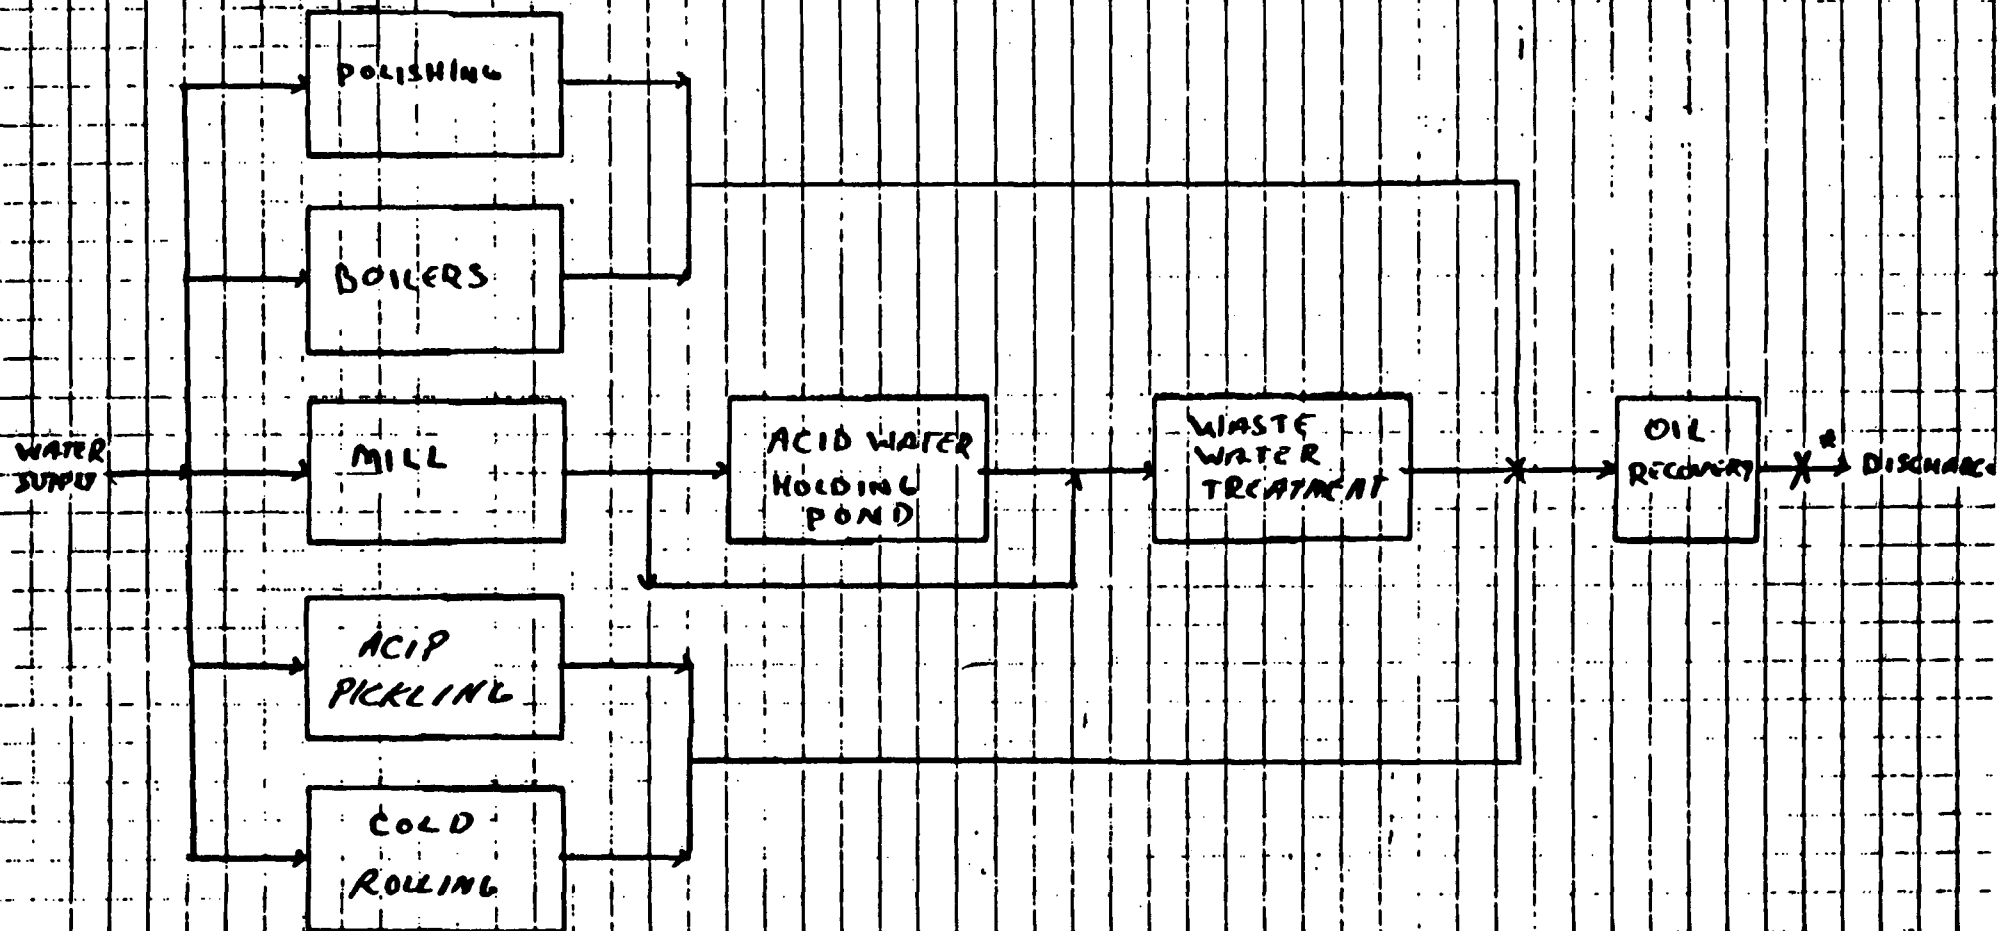 POLISHING
BOILERS
WATER
SUPPLY
MILL
ACID WATER
HOLDING
POND
WASTE
WATER
TREATMENT
OIL
RECOVERY
*
DISCHARGE
ACID
PICKLING
COLD
ROLLING